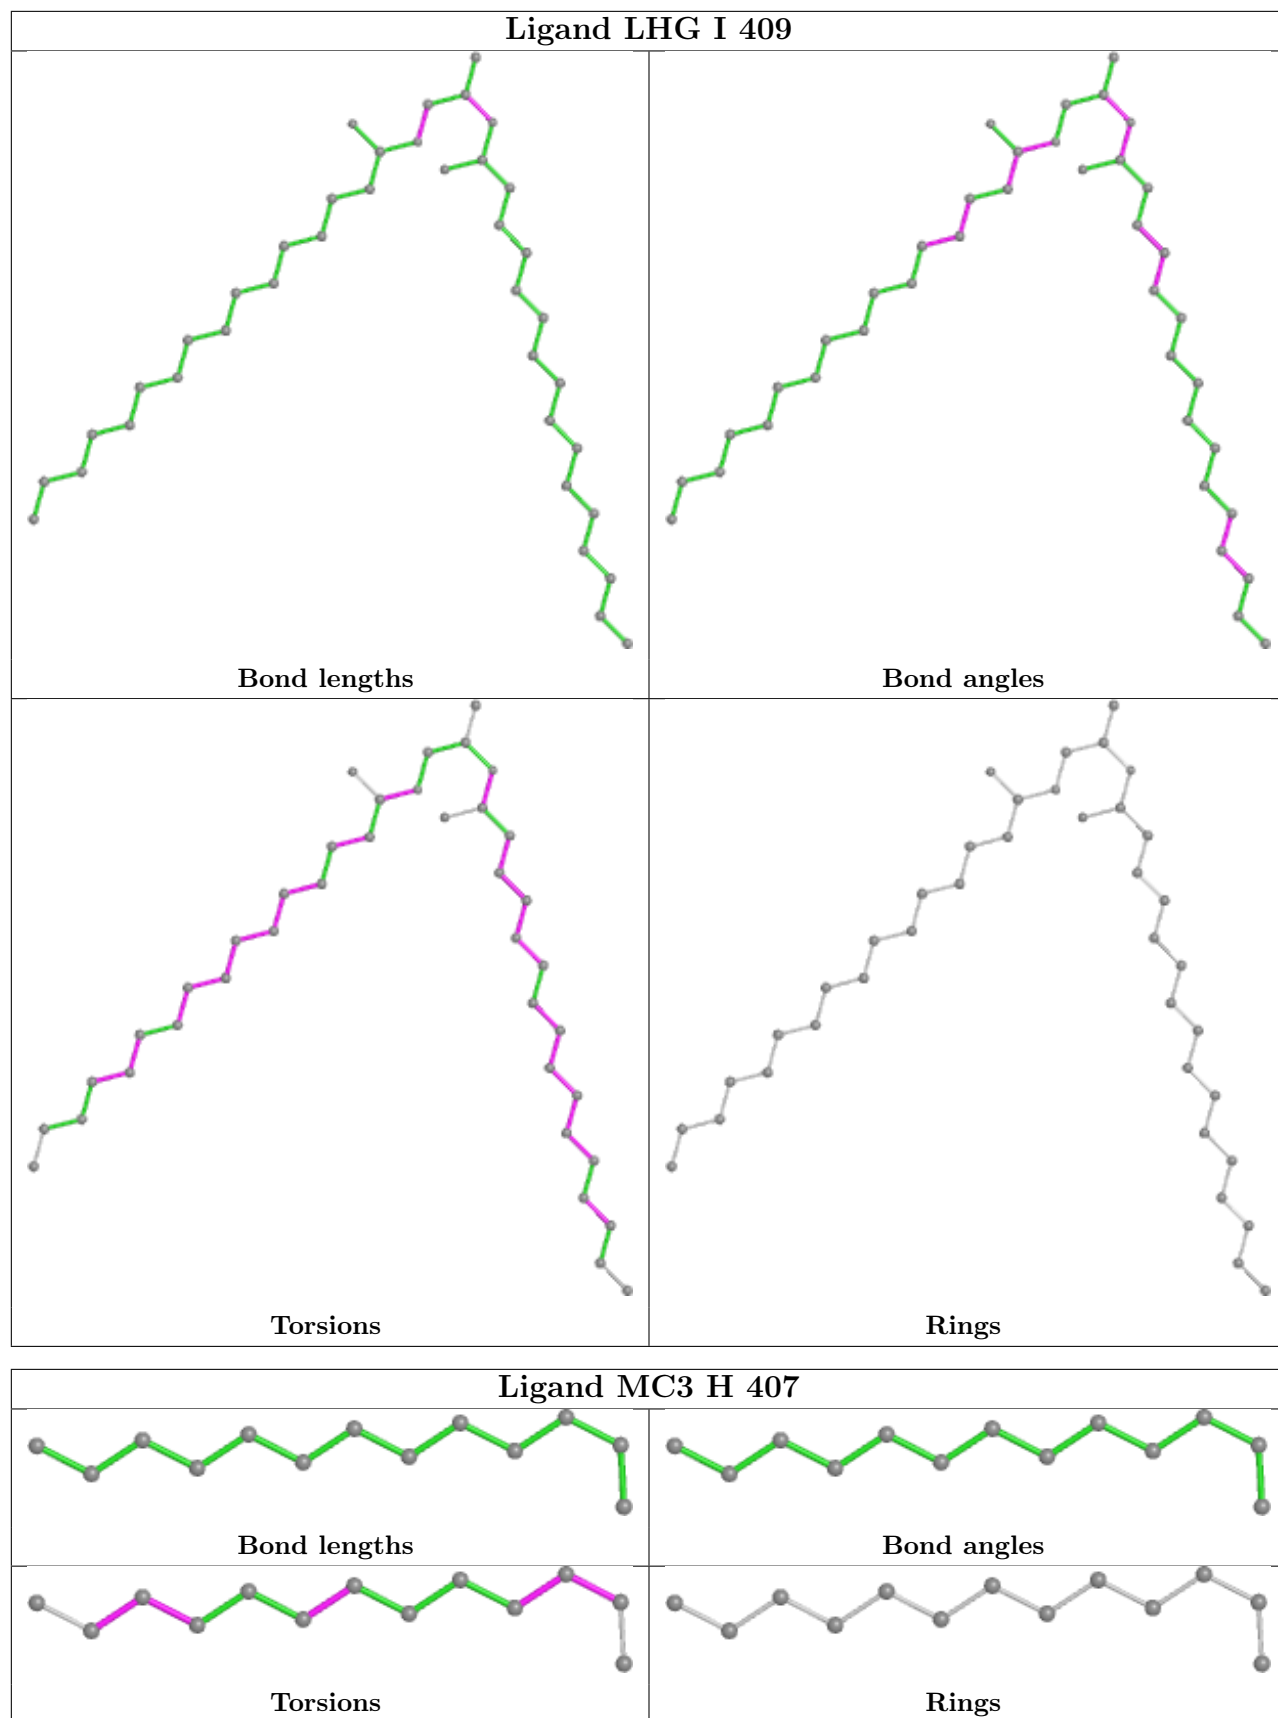 Ligand LHG I 409
Bond lengths
Bond angles
Torsions
Rings
Ligand MC3 H 407
Bond lengths
Bond angles
Torsions
Rings